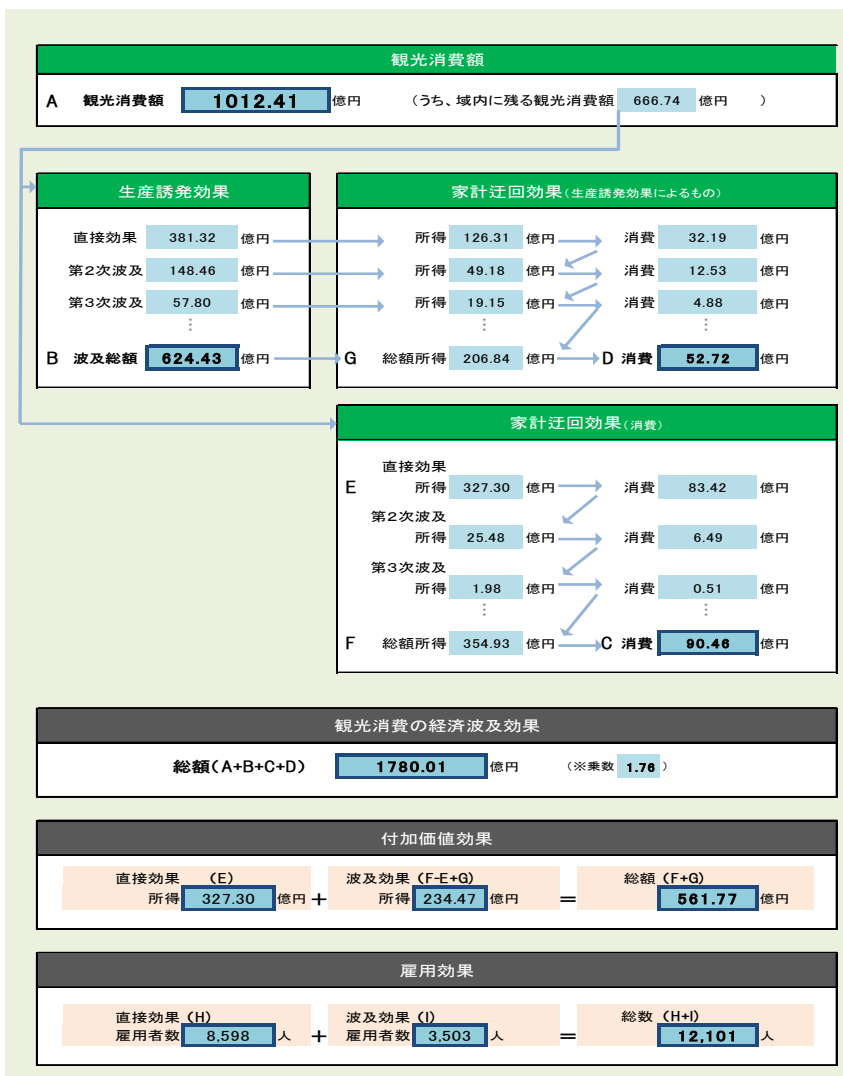 観光消費額
A 観光消費額 1012.41 億円 (うち、域内に残る観光消費額 666.74 億円 )
生産誘発効果
直接効果 381.32 億円
第2次波及 148.46 億円
第3次波及 57.80 億円
⋮
B 波及総額 624.43 億円
家計迂回効果(生産誘発効果によるもの)
所得 126.31 億円 消費 32.19 億円
所得 49.18 億円 消費 12.53 億円
所得 19.15 億円 消費 4.88 億円
⋮ ⋮
G 総額所得 206.84 億円 D 消費 52.72 億円
家計迂回効果(消費)
直接効果
E 所得 327.30 億円 消費 83.42 億円
第2次波及
所得 25.48 億円 消費 6.49 億円
第3次波及
所得 1.98 億円 消費 0.51 億円
⋮ ⋮
F 総額所得 354.93 億円 C 消費 90.46 億円
観光消費の経済波及効果
総額(A+B+C+D) 1780.01 億円 (※乗数 1.76 )
付加価値効果
直接効果 (E) 波及効果 (F-E+G) 総額 (F+G)
所得 327.30 億円 + 所得 234.47 億円 = 561.77 億円
雇用効果
直接効果 (H) 波及効果 (I) 総数 (H+I)
雇用者数 8,598 人 + 雇用者数 3,503 人 = 12,101 人